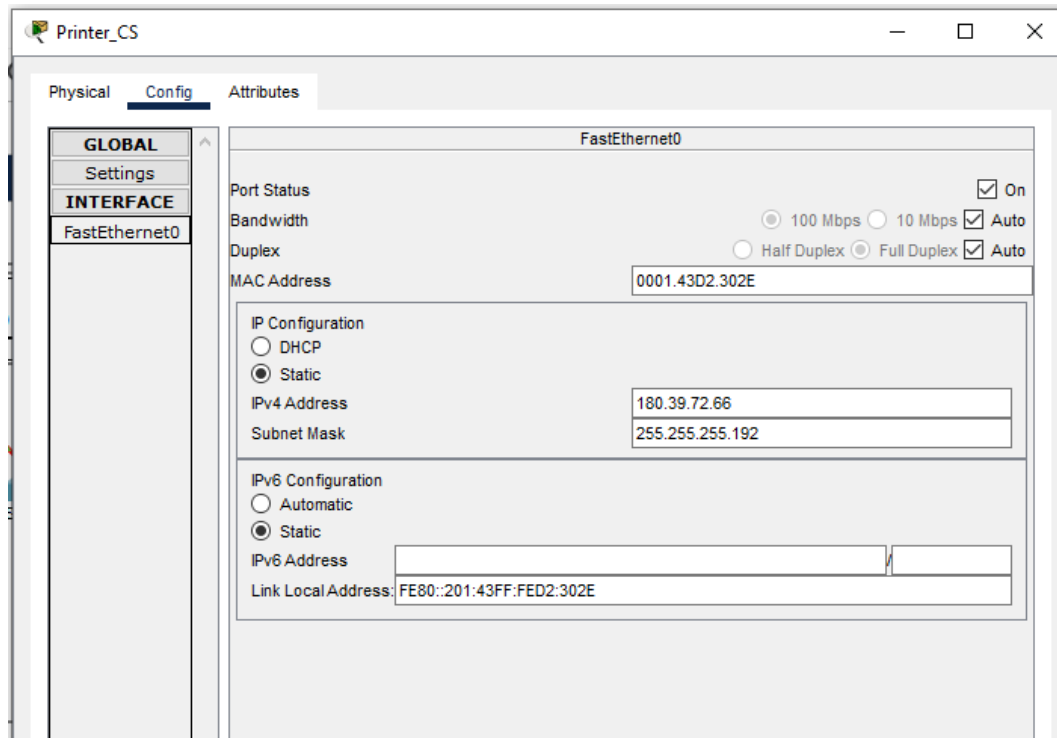 Printer_CS
Physical Config Attributes
GLOBAL
Settings
INTERFACE
FastEthernet0
FastEthernet0
Port Status On
Bandwidth 100 Mbps 10 Mbps Auto
Duplex Half Duplex Full Duplex Auto
MAC Address 0001.43D2.302E
IP Configuration
DHCP
Static
IPv4 Address 180.39.72.66
Subnet Mask 255.255.255.192
IPv6 Configuration
Automatic
Static
IPv6 Address /
Link Local Address: FE80::201:43FF:FED2:302E